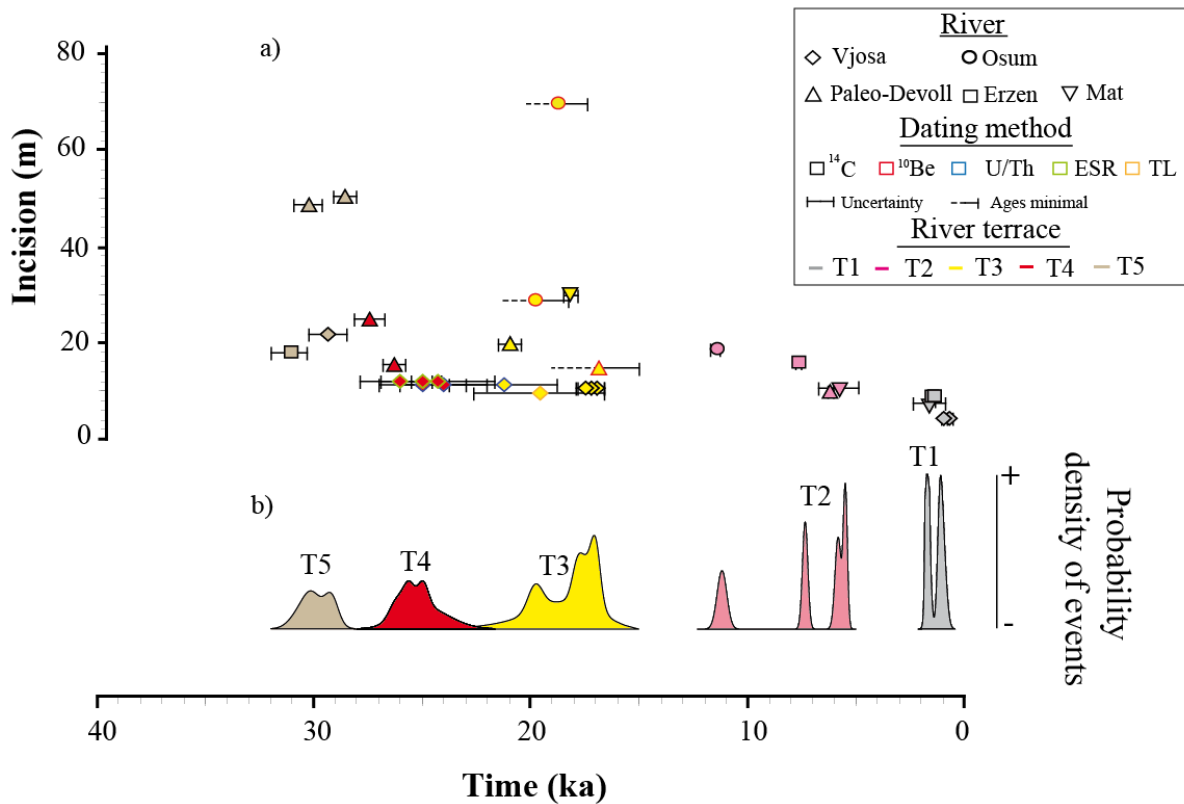 a)
80
60
40
20
0
Incision (m)
River
Vjosa Osum
Paleo-Devoll Erzen Mat
Dating method
¹⁴C ¹⁰Be U/Th ESR TL
Uncertainty Ages minimal
River terrace
T1 T2 T3 T4 T5
b)
T5 T4 T3 T2 T1
+
-
Probability
density of events
40 30 20 10 0
Time (ka)